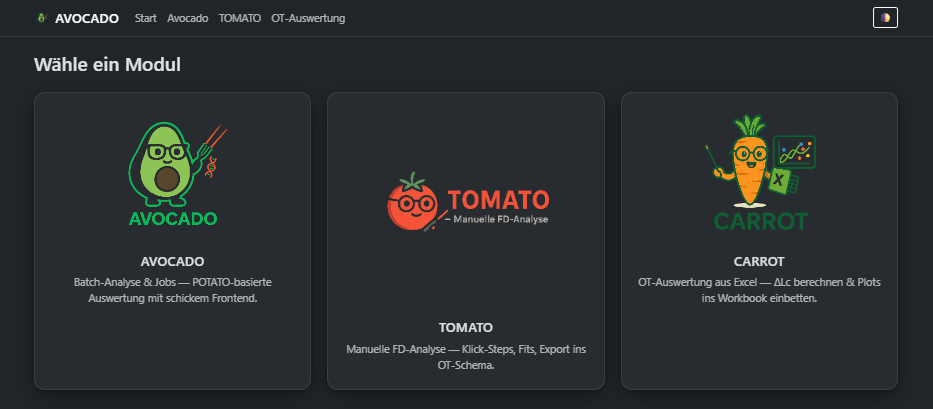 AVOCADO Start Avocado TOMATO OT-Auswertung
Wähle ein Modul
AVOCADO
AVOCADO
Batch-Analyse & Jobs — POTATO-basierte
Auswertung mit schickem Frontend.
TOMATO
– Manuelle FD-Analyse
TOMATO
Manuelle FD-Analyse — Klick-Steps, Fits, Export ins
OT-Schema.
X
CARROT
CARROT
OT-Auswertung aus Excel — ΔLc berechnen & Plots
ins Workbook einbetten.